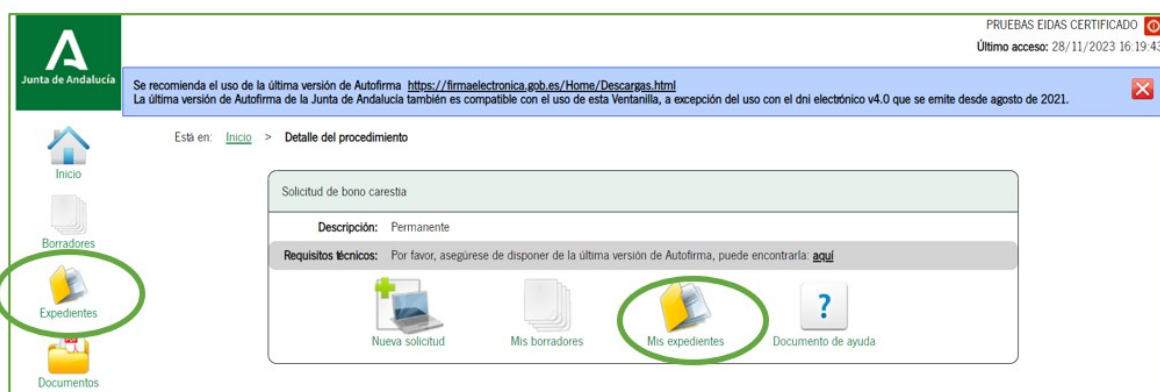 PRUEBAS EIDAS CERTIFICADO
Último acceso: 28/11/2023 16:19:43
Junta de Andalucía
Se recomienda el uso de la última versión de Autofirma https://firmaelectronica.gob.es/Home/Descargas.html
La última versión de Autofirma de la Junta de Andalucía también es compatible con el uso de esta Ventanilla, a excepción del uso con el dni electrónico v4.0 que se emite desde agosto de 2021.
Está en: Inicio > Detalle del procedimiento
Inicio
Borradores
Expedientes
Documentos
Solicitud de bono carestia
Descripción: Permanente
Requisitos técnicos: Por favor, asegúrese de disponer de la última versión de Autofirma, puede encontrarla: aquí
Nueva solicitud
Mis borradores
Mis expedientes
?
Documento de ayuda